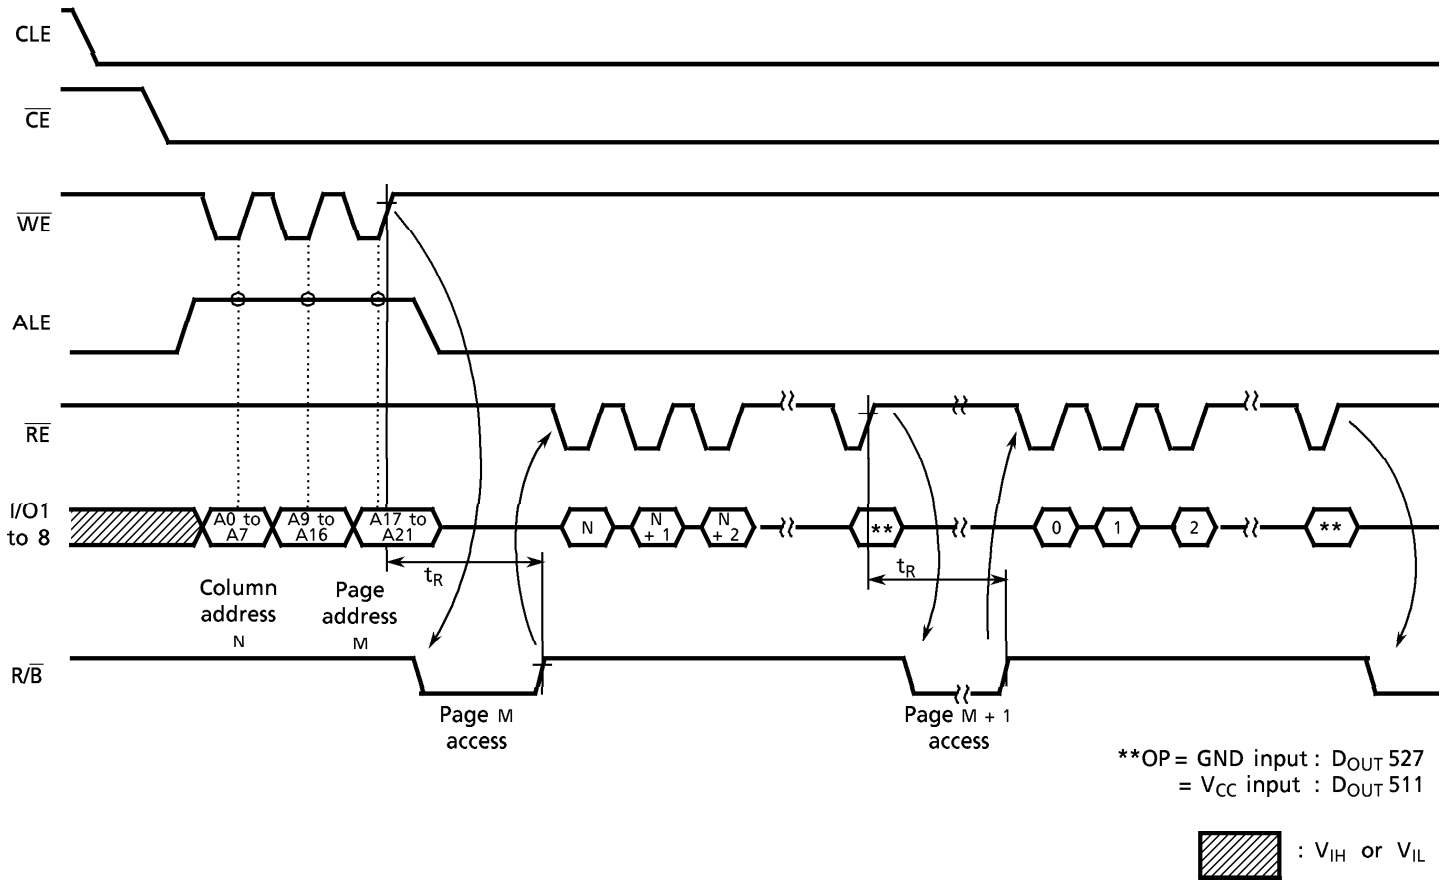 CLE
CE
WE
ALE
RE
I/O1
to 8
A0 to
A7
A9 to
A16
A17 to
A21
N
N
+ 1
N
+ 2
**
0
1
2
**
tR
tR
Column
address
N
Page
address
M
R/B
Page M
access
Page M + 1
access
**OP = GND input : DOUT 527
= VCC input : DOUT 511
: VIH or VIL